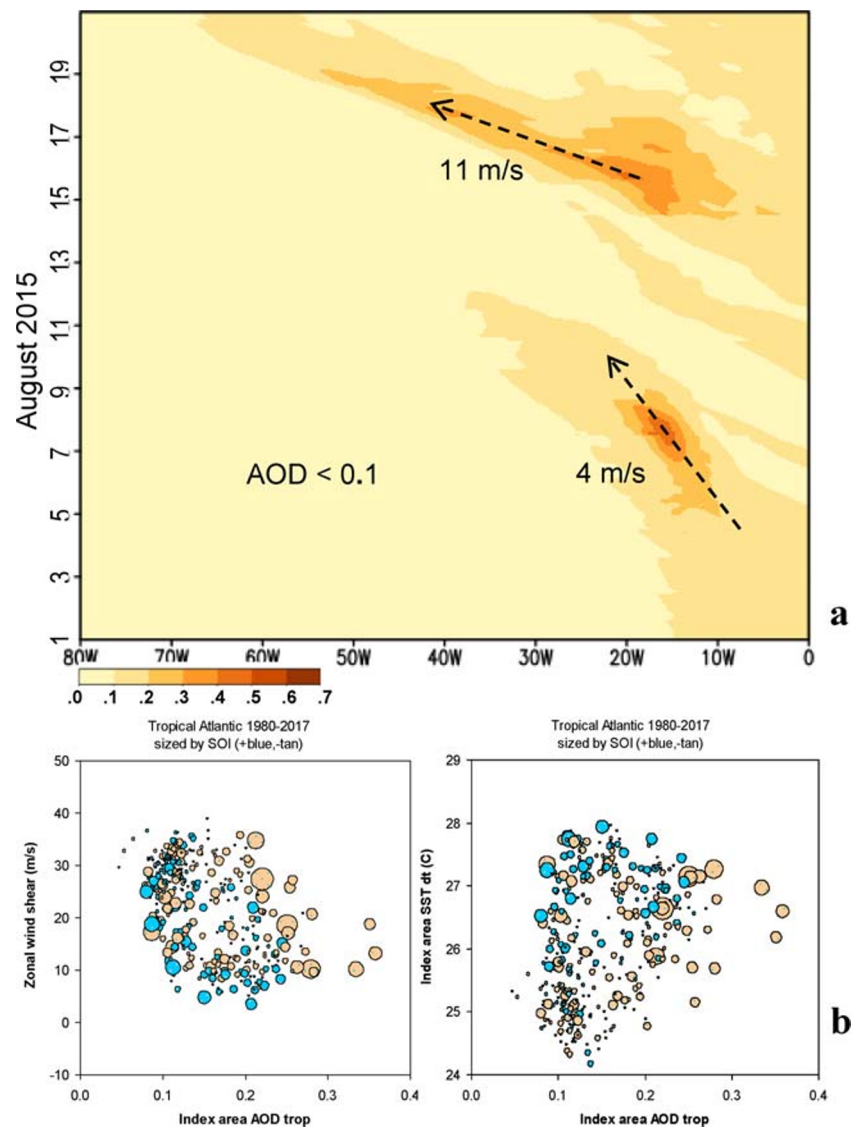 19
17
11 m/s
15
13
August 2015
11
9
7
4 m/s
AOD < 0.1
5
3
1
a
80W 70W 60W 50W 40W 30W 20W 10W 0
.0 .1 .2 .3 .4 .5 .6 .7
Tropical Atlantic 1980-2017
sized by SOI (+blue,-tan)
50
40
30
20
10
0
-10
Zonal wind shear (m/s)
0.0 0.1 0.2 0.3 0.4
Index area AOD trop
Tropical Atlantic 1980-2017
sized by SOI (+blue,-tan)
29
28
27
26
25
24
Index area SST dt (C)
0.0 0.1 0.2 0.3 0.4
Index area AOD trop
b